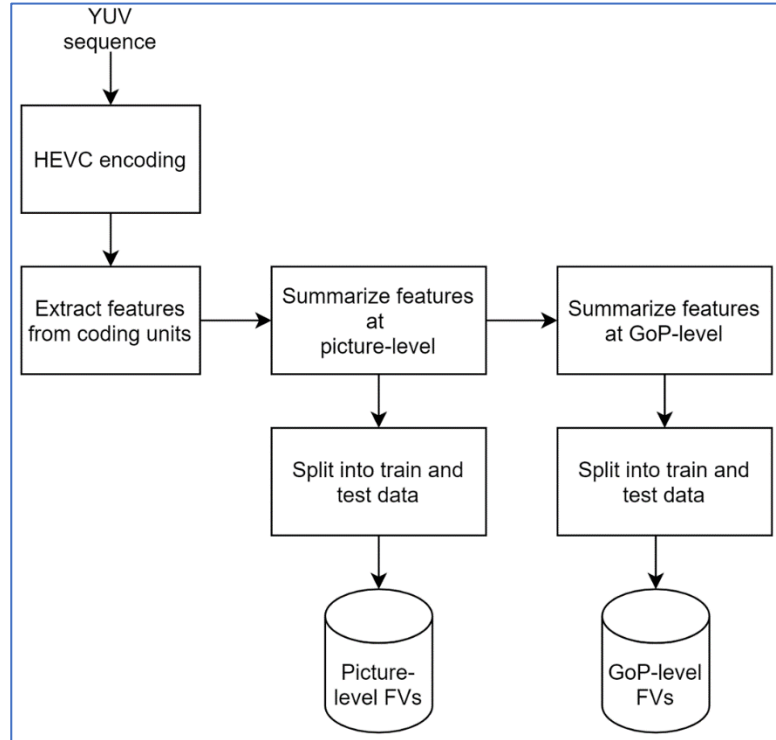 YUV
sequence
HEVC encoding
Extract features
from coding units
Summarize features
at
picture-level
Summarize features
at GoP-level
Split into train and
test data
Split into train and
test data
Picture-
level FVs
GoP-level
FVs